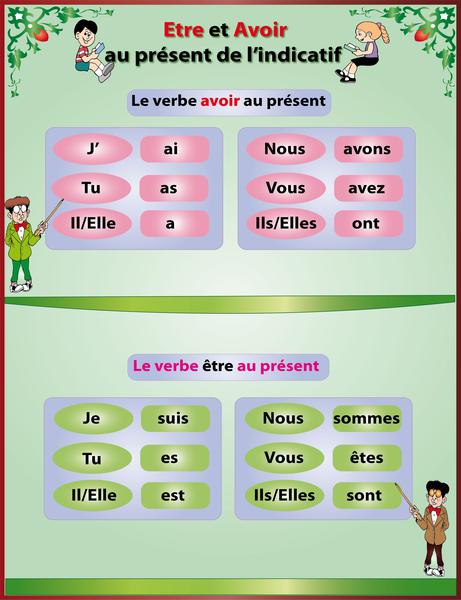 Etre et Avoir
au présent de l'indicatif
Le verbe avoir au présent
J' ai
Tu as
Il/Elle a
Nous avons
Vous avez
Ils/Elles ont
Le verbe être au présent
Je suis
Tu es
Il/Elle est
Nous sommes
Vous êtes
Ils/Elles sont